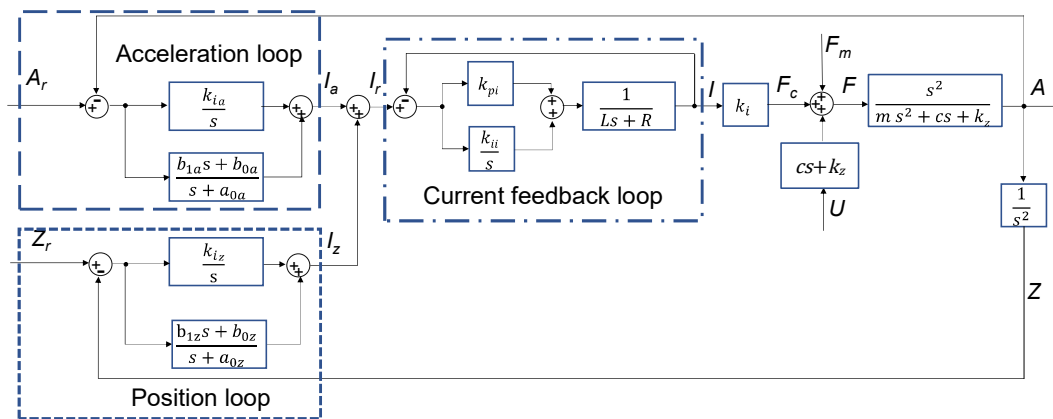 Acceleration loop
A_r
+
-
k_{ia}
s
+
+
b_{1a}s + b_{0a}
s + a_{0a}
I_a
+
+
I_r
+
-
k_{pi}
k_{ii}
s
+
+
1
Ls + R
Current feedback loop
I
k_i
F_c
F_m
+
+
+
cs+k_z
U
F
s^2
m s^2 + cs + k_z
A
1
s^2
Z
Z_r
+
-
k_{iz}
s
+
+
b_{1z}s + b_{0z}
s + a_{0z}
I_z
Position loop